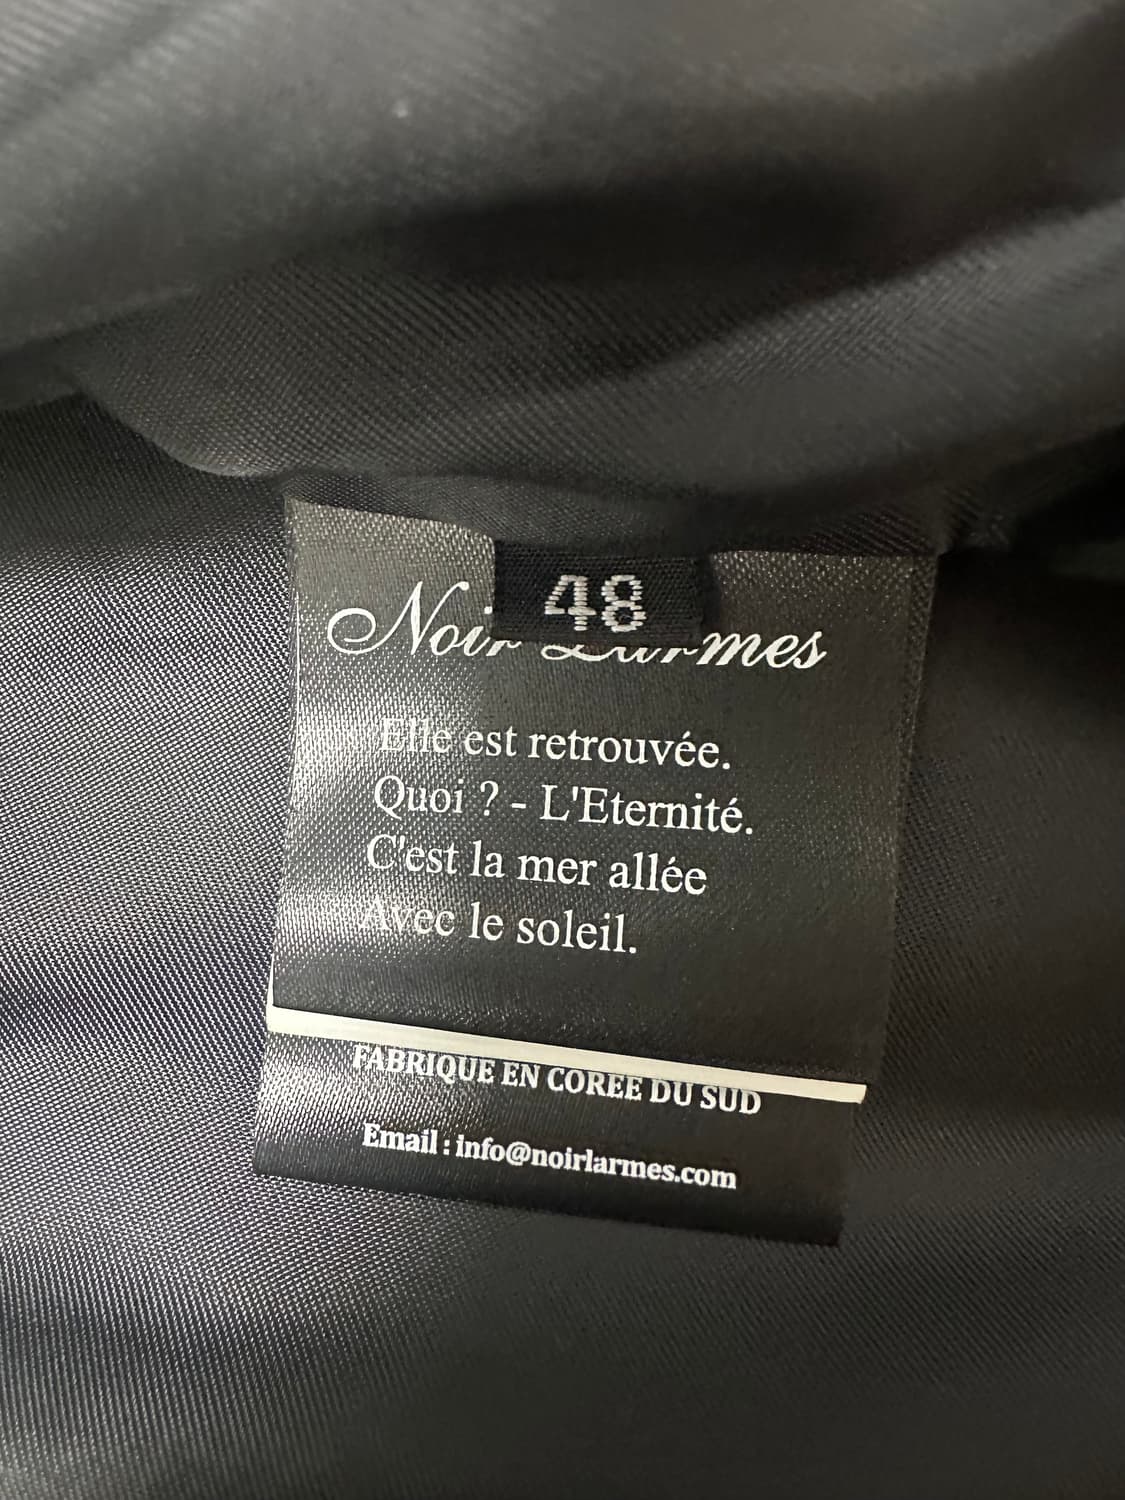 48
Noir Larmes
Elle est retrouvée.
Quoi ? - L'Eternité.
C'est la mer allée
Avec le soleil.
FABRIQUE EN COREE DU SUD
Email : info@noirlarmes.com